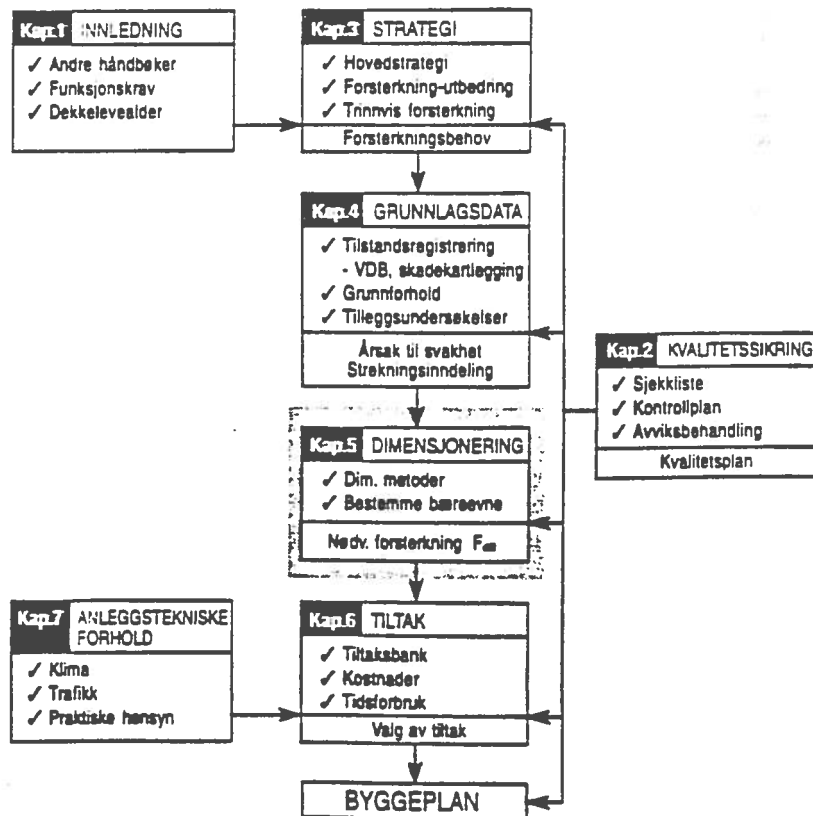 Kap.1 INNLEDNING
✓ Andre håndbøker
✓ Funksjonskrav
✓ Dekkelevealder
Kap.3 STRATEGI
✓ Hovedstrategi
✓ Forsterkning-utbedring
✓ Trinnvis forsterkning
Forsterkningsbehov
Kap.4 GRUNNLAGSDATA
✓ Tilstandsregistrering
- VDB, skadekartlegging
✓ Grunnforhold
✓ Tilleggsundersøkelser
Årsak til svakhet
Strekningsinndeling
Kap.2 KVALITETSSIKRING
✓ Sjekkliste
✓ Kontrollplan
✓ Avviksbehandling
Kvalitetsplan
Kap.5 DIMENSJONERING
✓ Dim. metoder
✓ Bestemme bæreevne
Nødv. forsterkning F
Kap.7 ANLEGGSTEKNISKE
FORHOLD
✓ Klima
✓ Trafikk
✓ Praktiske hensyn
Kap.6 TILTAK
✓ Tiltaksbank
✓ Kostnader
✓ Tidsforbruk
Valg av tiltak
BYGGEPLAN